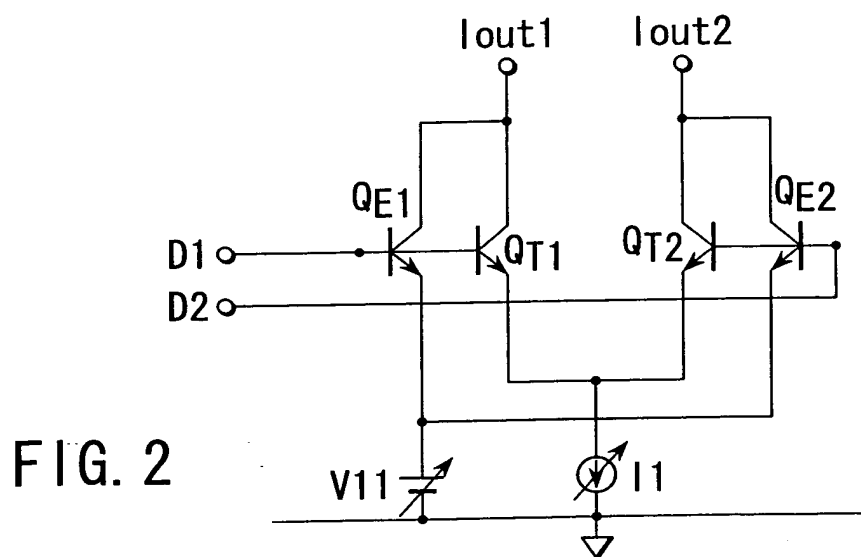 Iout1 Iout2
QE1 QE2
D1 QT1 QT2
D2
FIG. 2 V11 I1